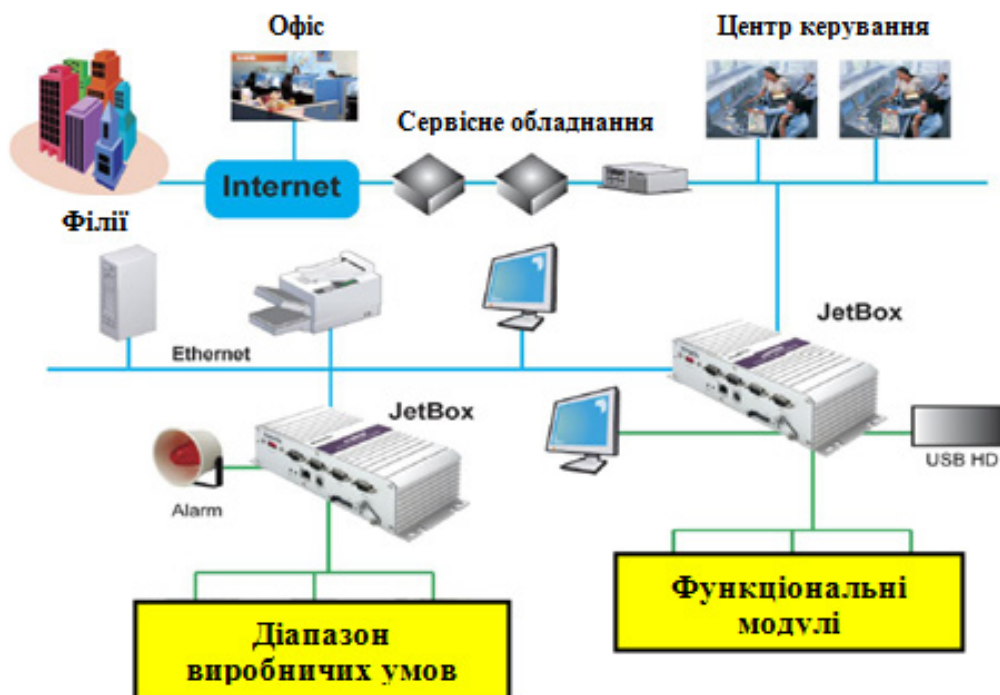 Офіс
Центр керування
Сервісне обладнання
Internet
Філії
JetBox
Ethernet
JetBox
USB HD
Alarm
Функціональні
модулі
Діапазон
виробничих умов